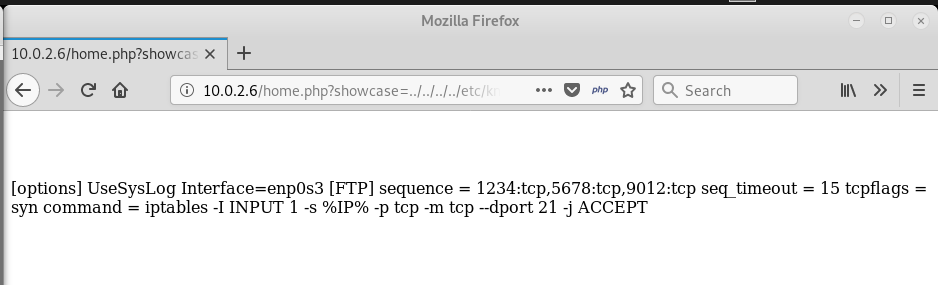 Mozilla Firefox
10.0.2.6/home.php?showcas
10.0.2.6/home.php?showcase=../../../../etc/kn
php
Search
[options] UseSysLog Interface=enp0s3 [FTP] sequence = 1234:tcp,5678:tcp,9012:tcp seq_timeout = 15 tcpflags =
syn command = iptables -I INPUT 1 -s %IP% -p tcp -m tcp --dport 21 -j ACCEPT